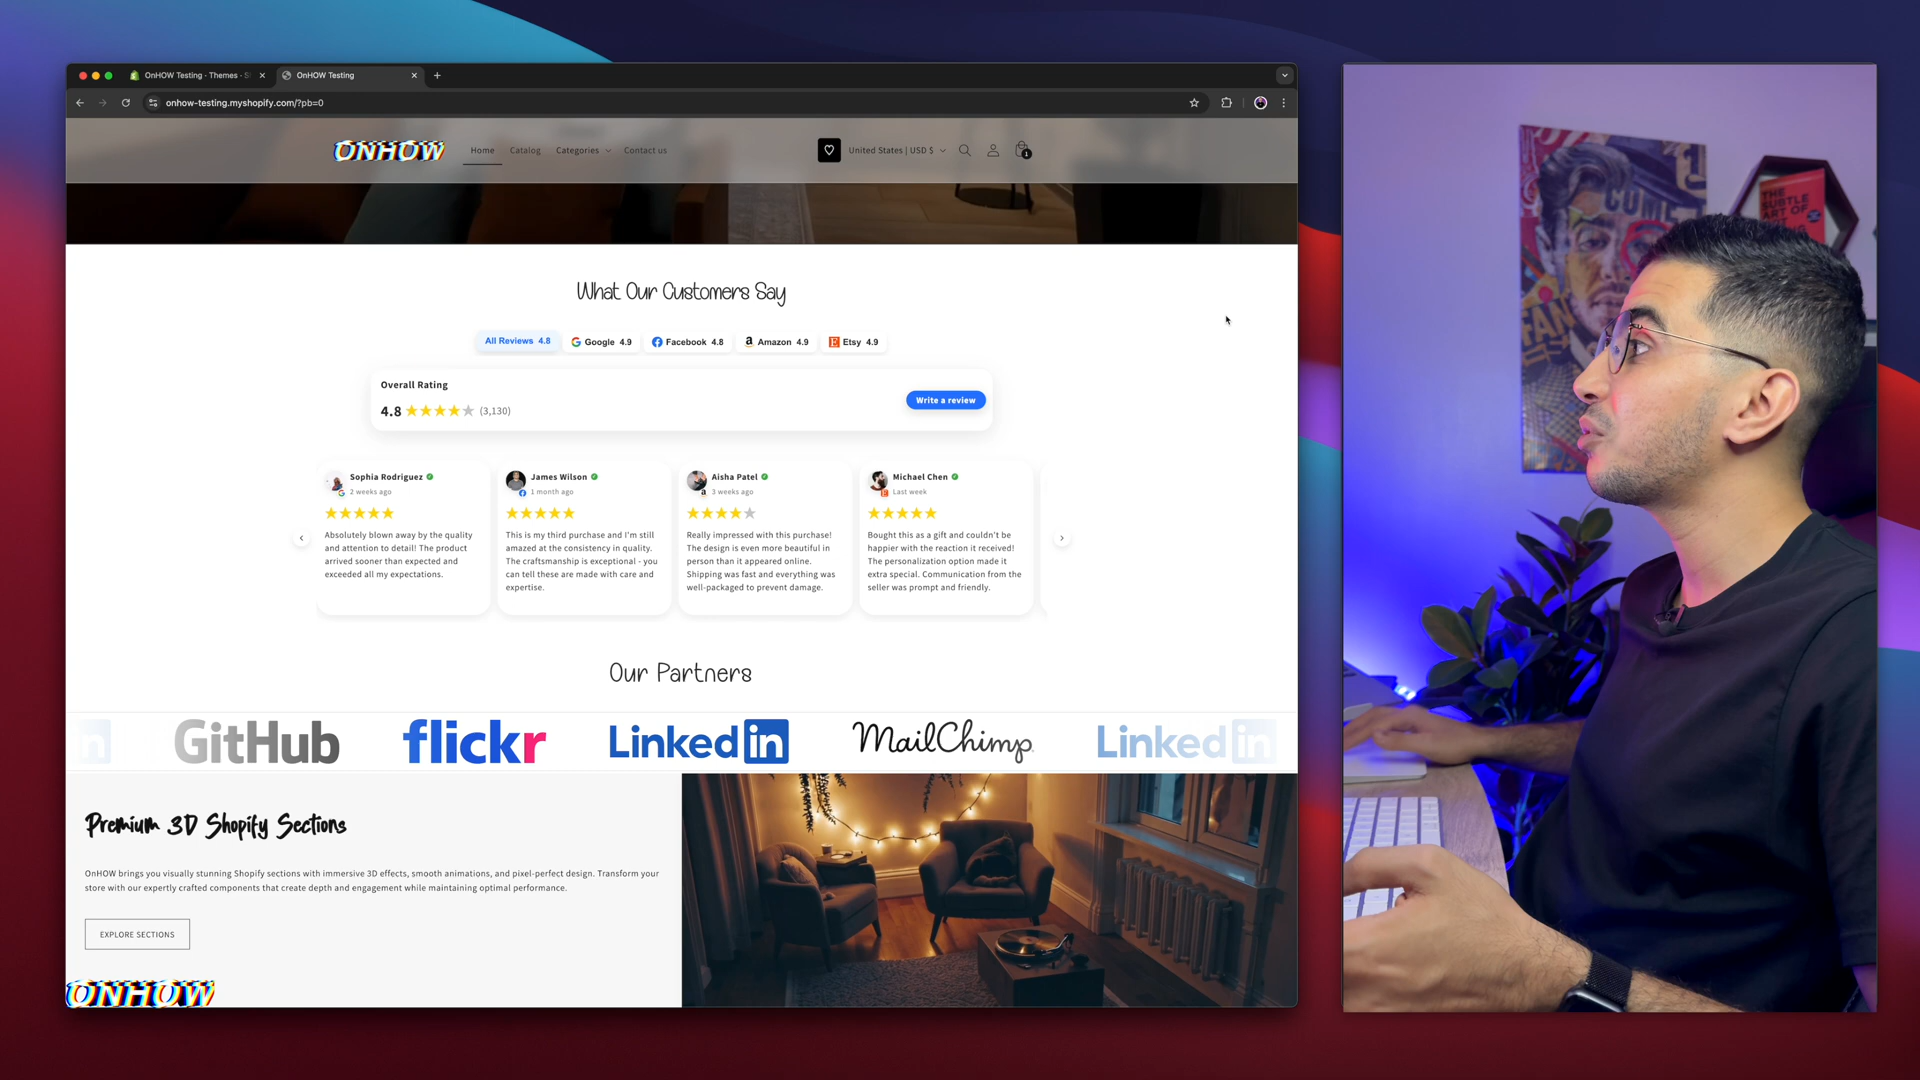 OnHOW Testing · Themes · S
OnHOW Testing
onhow-testing.myshopify.com/?pb=0
ONHOW
Home
Catalog
Categories
Contact us
United States | USD $
1
What Our Customers Say
All Reviews 4.8
Google 4.9
Facebook 4.8
Amazon 4.9
Etsy 4.9
Overall Rating
4.8 ★★★★★ (3,130)
Write a review
Sophia Rodriguez
2 weeks ago
Absolutely blown away by the quality
and attention to detail! The product
arrived sooner than expected and
exceeded all my expectations.
James Wilson
1 month ago
This is my third purchase and I'm still
amazed at the consistency in quality.
The craftsmanship is exceptional - you
can tell these are made with care and
expertise.
Aisha Patel
3 weeks ago
Really impressed with this purchase!
The design is even more beautiful in
person than it appeared online.
Shipping was fast and everything was
well-packaged to prevent damage.
Michael Chen
Last week
Bought this as a gift and couldn't be
happier with the reaction it received!
The personalization option made it
extra special. Communication from the
seller was prompt and friendly.
Our Partners
GitHub
flickr
Linkedin
MailChimp
Linkedin
Premium 3D Shopify Sections
OnHOW brings you visually stunning Shopify sections with immersive 3D effects, smooth animations, and pixel-perfect design. Transform your
store with our expertly crafted components that create depth and engagement while maintaining optimal performance.
EXPLORE SECTIONS
ONHOW
THE
SUBTLE
ART OF